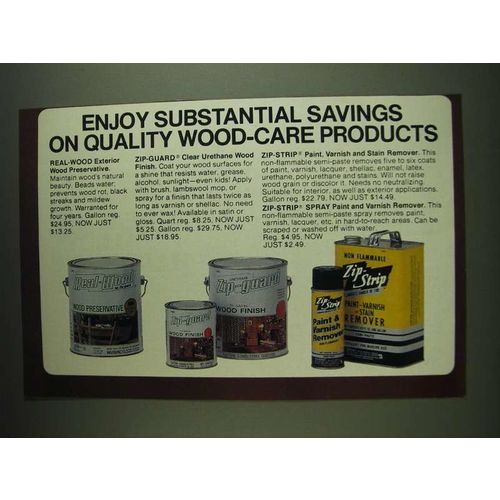 ENJOY SUBSTANTIAL SAVINGS
ON QUALITY WOOD-CARE PRODUCTS
REAL-WOOD Exterior
Wood Preservative.
Maintain wood's natural
beauty. Beads water,
prevents wood rot, black
streaks and mildew
growth. Warranted for
four years. Gallon reg.
$24.95, NOW JUST
$13.25.
ZIP-GUARD® Clear Urethane Wood
Finish. Coat your wood surfaces for
a shine that resists water, grease,
alcohol, sunlight—even kids! Apply
with brush, lambswool mop, or
spray for a finish that lasts twice as
long as varnish or shellac. No need
to ever wax! Available in satin or
gloss. Quart reg. $8.25, NOW JUST
$5.25. Gallon reg. $29.75, NOW
JUST $18.95.
ZIP-STRIP® Paint, Varnish and Stain Remover. This
non-flammable semi-paste removes five to six coats
of paint, varnish, lacquer, shellac, enamel, latex,
urethane, polyurethane and stains. Will not raise
wood grain or discolor it. Needs no neutralizing
Suitable for interior, as well as exterior applications.
Gallon reg. $22.79, NOW JUST $14.49.
ZIP-STRIP® SPRAY Paint and Varnish Remover. This
non-flammable semi-paste spray removes paint,
varnish, lacquer, etc. in hard-to-reach areas. Can be
scraped or washed off with water.
Reg. $4.95, NOW
JUST $2.49.
Real-Wood
WOOD PRESERVATIVE
Zip-guard
WOOD FINISH
Zip-guard
WOOD FINISH
Zip
Strip
Paint &
Varnish
Remover
NON FLAMMABLE
Zip-
Strip
PAINT-VARNISH
-STAIN
REMOVER